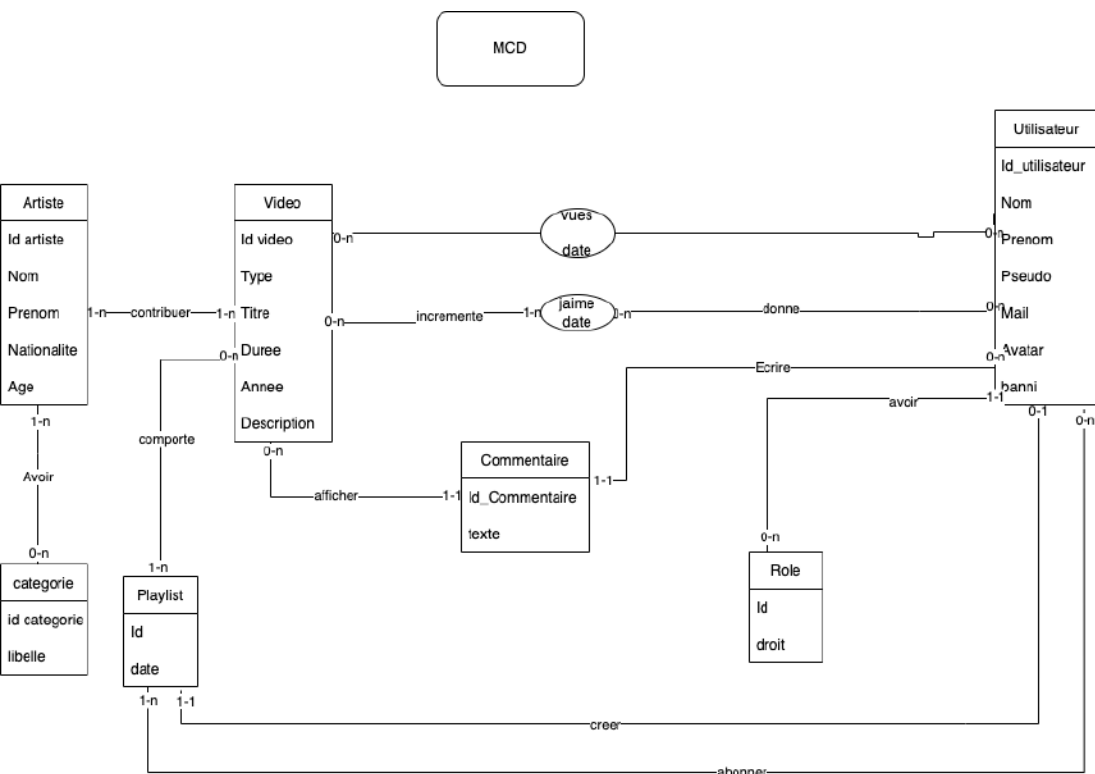 MCD
Utilisateur
Id_utilisateur
Nom
Prenom
Pseudo
Mail
Avatar
banni
Artiste
Id artiste
Nom
Prenom
Nationalite
Age
Video
Id video
Type
Titre
Duree
Annee
Description
vues
date
0-n
0-n
jaime
date
0-n
incremente
1-n
0-n
donne
0-n
1-n
contribuer
1-n
0-n
comporte
1-n
0-n
Ecrire
1-1
1-1
avoir
0-n
0-1
0-n
1-n
Avoir
0-n
0-n
afficher
1-1
Commentaire
Id_Commentaire
texte
categorie
id categorie
libelle
Playlist
Id
date
Role
Id
droit
1-n
1-1
creer
abonner